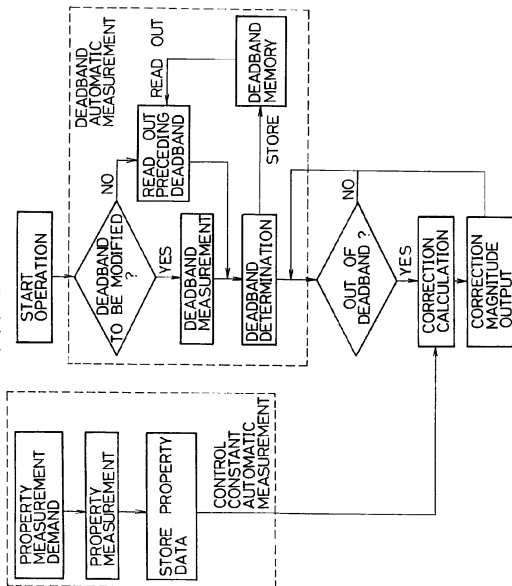 START
OPERATION
DEADBAND
TO BE MODIFIED
?
NO
YES
READ OUT
PRECEDING
DEADBAND
DEADBAND
AUTOMATIC
MEASUREMENT
READ OUT
DEADBAND
MEASUREMENT
DEADBAND
DETERMINATION
STORE
DEADBAND
MEMORY
OUT OF
DEADBAND ?
NO
YES
CORRECTION
CALCULATION
CORRECTION
MAGNITUDE
OUTPUT
PROPERTY
MEASUREMENT
DEMAND
PROPERTY
MEASUREMENT
STORE PROPERTY
DATA
CONTROL
CONSTANT
AUTOMATIC
MEASUREMENT